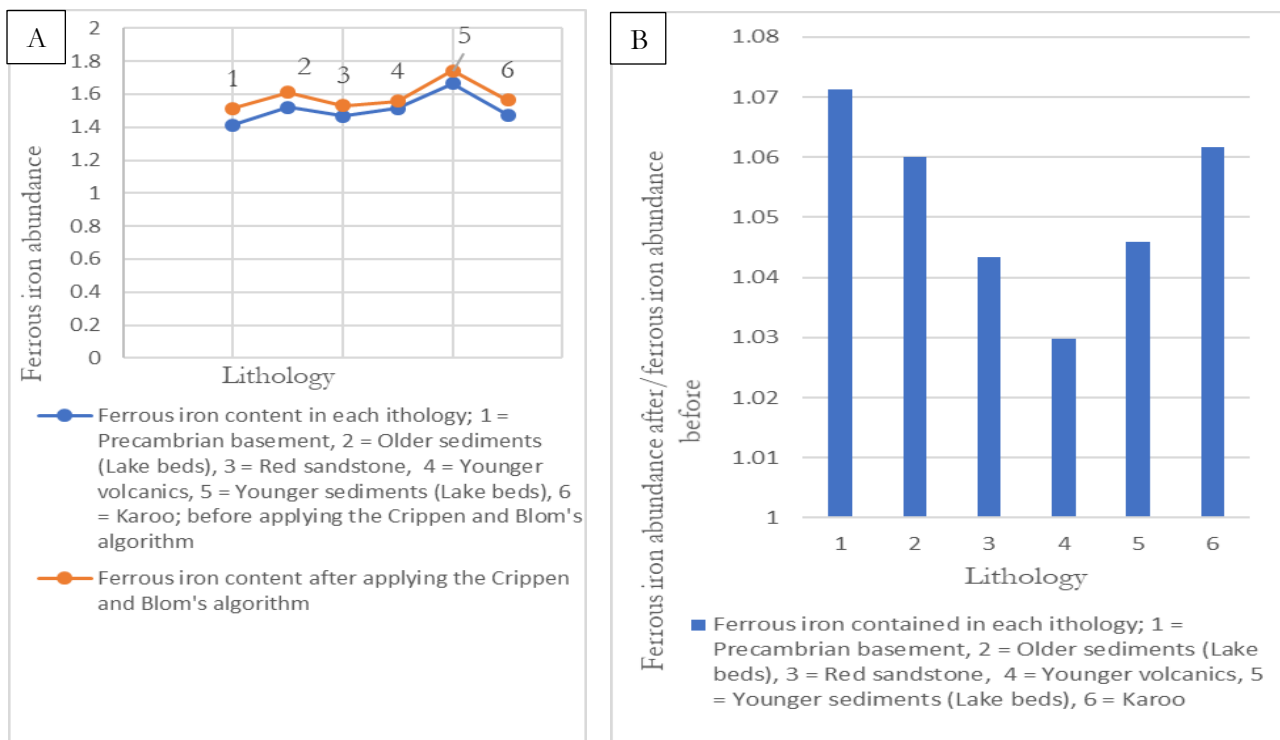 A
Ferrous iron abundance
2
1.8
1.6
1.4
1.2
1
0.8
0.6
0.4
0.2
0
1
2
3
4
5
6
Lithology
Ferrous iron content in each ithology; 1 =
Precambrian basement, 2 = Older sediments
(Lake beds), 3 = Red sandstone, 4 = Younger
volcanics, 5 = Younger sediments (Lake beds), 6
= Karoo; before applying the Crippen and Blom's
algorithm
Ferrous iron content after applying the Crippen
and Blom's algorithm
B
Ferrous iron abundance after/ferrous iron abundance
before
1.08
1.07
1.06
1.05
1.04
1.03
1.02
1.01
1
1 2 3 4 5 6
Lithology
Ferrous iron contained in each ithology; 1 =
Precambrian basement, 2 = Older sediments (Lake
beds), 3 = Red sandstone, 4 = Younger volcanics, 5
= Younger sediments (Lake beds), 6 = Karoo